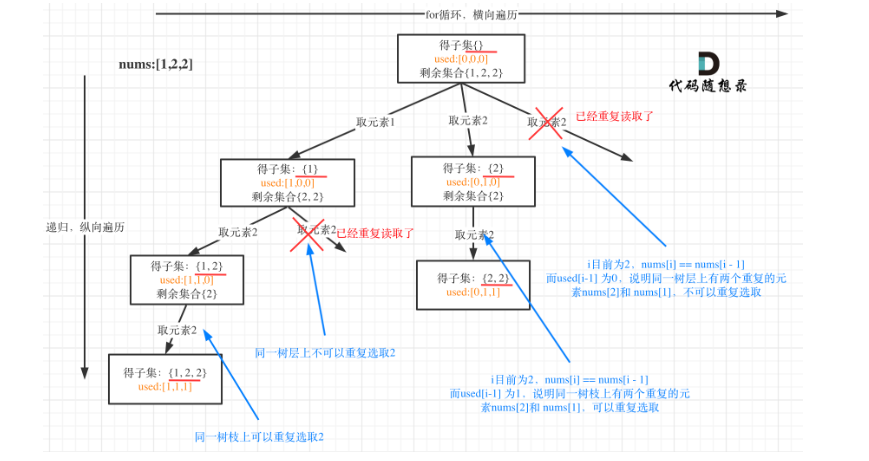 for循环，横向遍历
nums:[1,2,2]
得子集{}
used:[0,0,0]
剩余集合{1, 2, 2}
代码随想录
取元素1
取元素2
取元素2
已经重复读取了
得子集：{1}
used:[1,0,0]
剩余集合{2, 2}
得子集：{2}
used:[0,1,0]
剩余集合{2}
递归，纵向遍历
取元素2
取元素2
已经重复读取了
取元素2
得子集：{1, 2}
used:[1,1,0]
剩余集合{2}
得子集：{2, 2}
used:[0,1,1]
i目前为2，nums[i] == nums[i - 1]
而used[i-1] 为0，说明同一树层上有两个重复的元
素nums[2]和 nums[1]，不可以重复选取
取元素2
同一树层上不可以重复选取2
得子集：{1, 2, 2}
used:[1,1,1]
i目前为2，nums[i] == nums[i - 1]
而used[i-1] 为1，说明同一树枝上有两个重复的元
素nums[2]和 nums[1]，可以重复选取
同一树枝上可以重复选取2